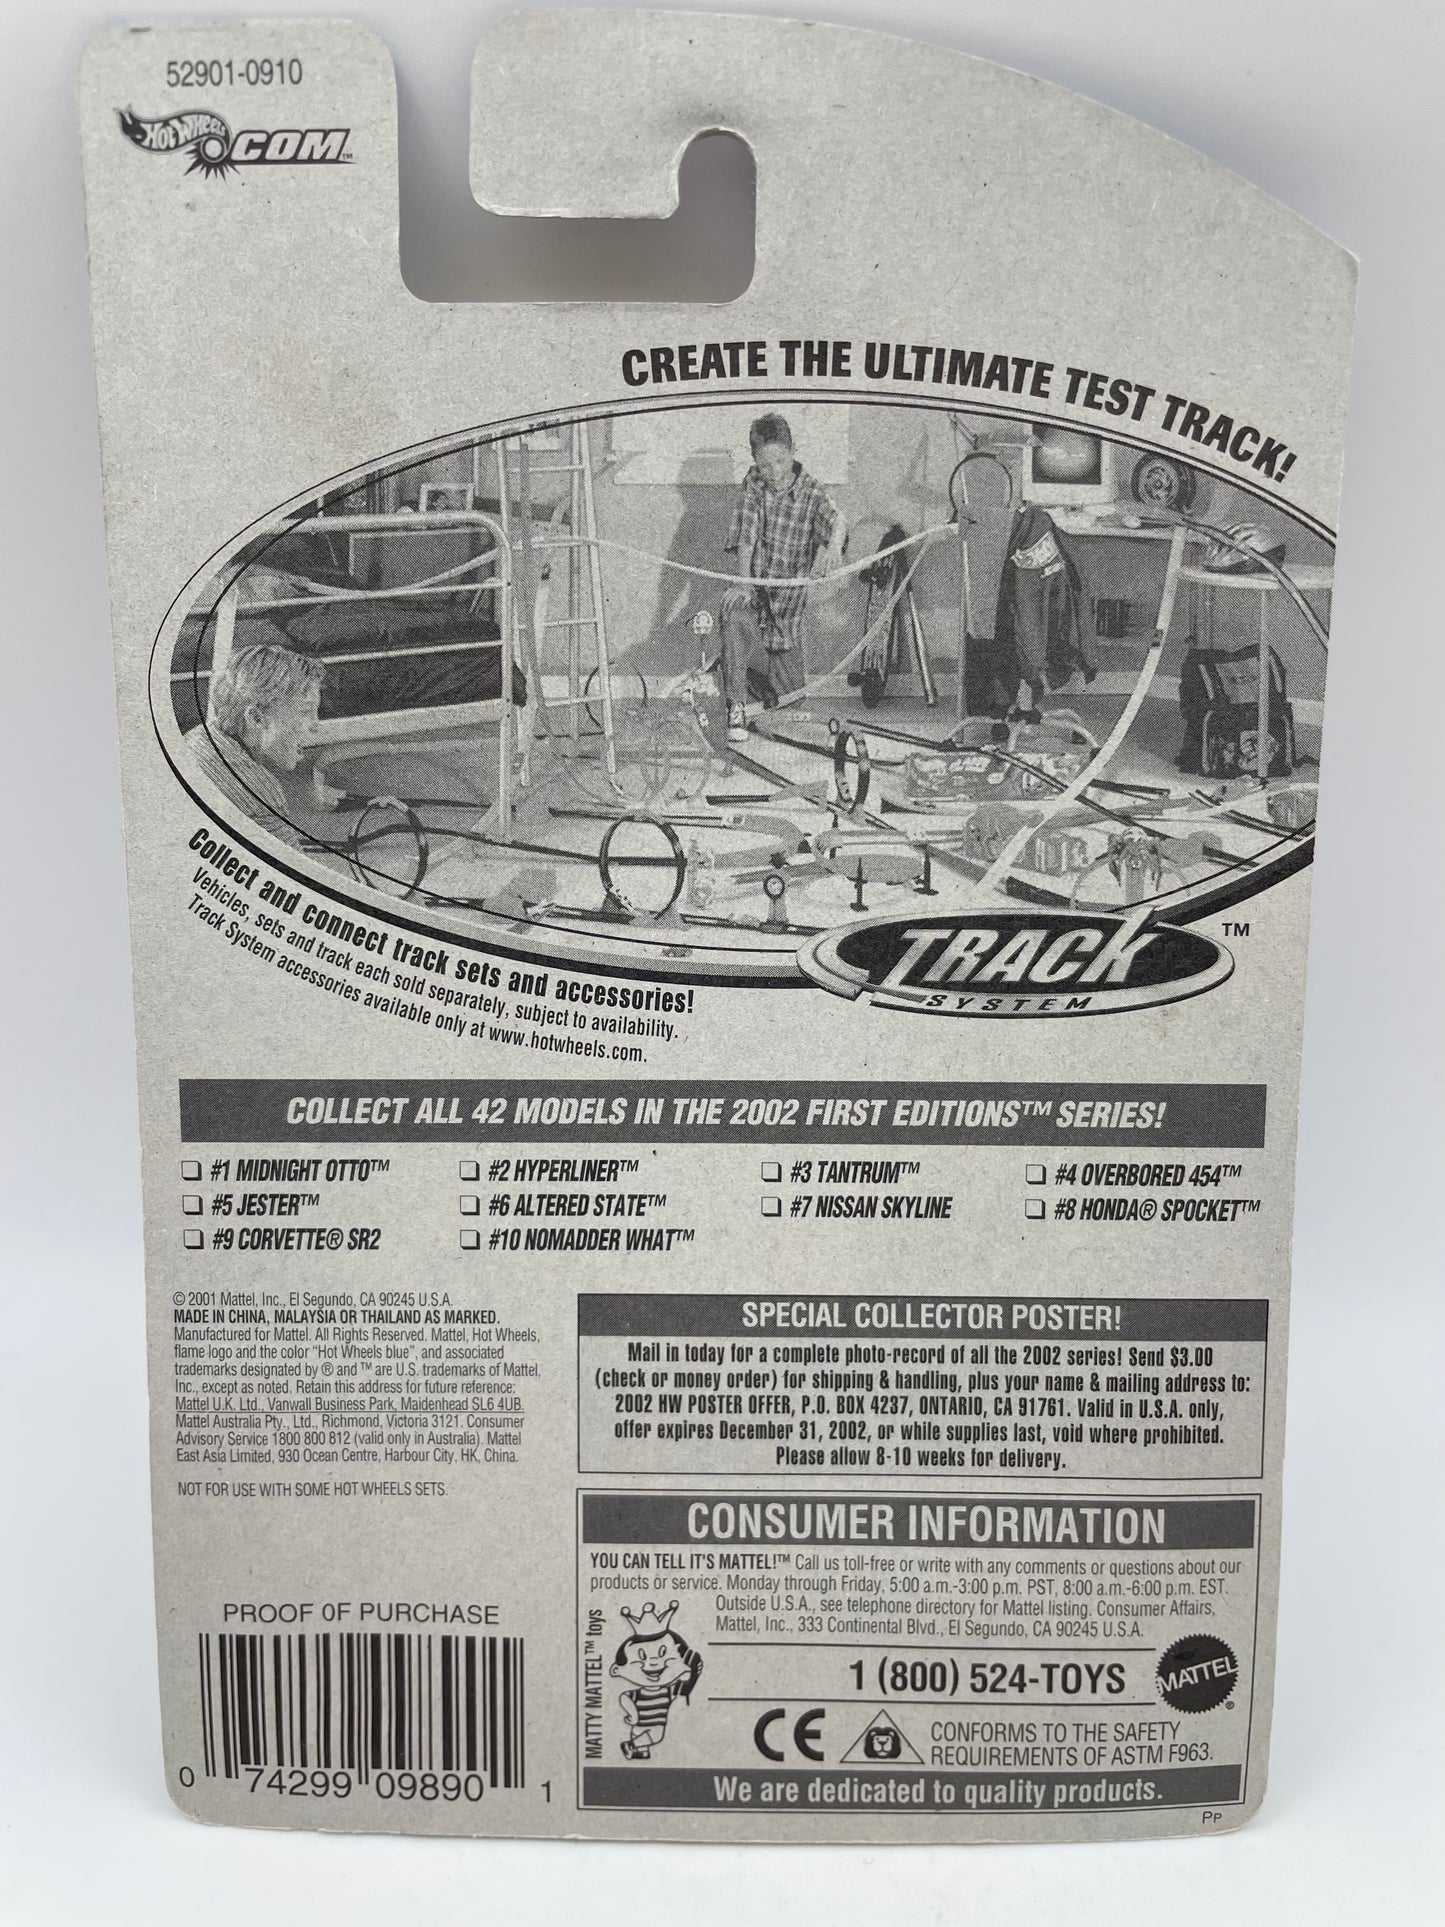 52901-0910
Hot Wheels .COM™
CREATE THE ULTIMATE TEST TRACK!
Collect and connect track sets and accessories!
Vehicles, sets and track each sold separately, subject to availability.
Track System accessories available only at www.hotwheels.com.
TRACK ™
SYSTEM
COLLECT ALL 42 MODELS IN THE 2002 FIRST EDITIONS™ SERIES!
❏ #1 MIDNIGHT OTTO™ ❏ #2 HYPERLINER™ ❏ #3 TANTRUM™ ❏ #4 OVERBORED 454™
❏ #5 JESTER™ ❏ #6 ALTERED STATE™ ❏ #7 NISSAN SKYLINE ❏ #8 HONDA® SPOCKET™
❏ #9 CORVETTE® SR2 ❏ #10 NOMADDER WHAT™
© 2001 Mattel, Inc., El Segundo, CA 90245 U.S.A.
MADE IN CHINA, MALAYSIA OR THAILAND AS MARKED.
Manufactured for Mattel. All Rights Reserved. Mattel, Hot Wheels,
flame logo and the color "Hot Wheels blue", and associated
trademarks designated by ® and ™ are U.S. trademarks of Mattel,
Inc., except as noted. Retain this address for future reference:
Mattel U.K. Ltd., Vanwall Business Park, Maidenhead SL6 4UB.
Mattel Australia Pty., Ltd., Richmond, Victoria 3121. Consumer
Advisory Service 1800 800 812 (valid only in Australia). Mattel
East Asia Limited, 930 Ocean Centre, Harbour City, HK, China.
NOT FOR USE WITH SOME HOT WHEELS SETS.
SPECIAL COLLECTOR POSTER!
Mail in today for a complete photo-record of all the 2002 series! Send $3.00
(check or money order) for shipping & handling, plus your name & mailing address to:
2002 HW POSTER OFFER, P.O. BOX 4237, ONTARIO, CA 91761. Valid in U.S.A. only,
offer expires December 31, 2002, or while supplies last, void where prohibited.
Please allow 8-10 weeks for delivery.
CONSUMER INFORMATION
YOU CAN TELL IT'S MATTEL!™ Call us toll-free or write with any comments or questions about our
products or service. Monday through Friday, 5:00 a.m.-3:00 p.m. PST, 8:00 a.m.-6:00 p.m. EST.
Outside U.S.A., see telephone directory for Mattel listing. Consumer Affairs,
Mattel, Inc., 333 Continental Blvd., El Segundo, CA 90245 U.S.A.
MATTY MATTEL™ toys
1 (800) 524-TOYS
MATTEL®
CE
CONFORMS TO THE SAFETY
REQUIREMENTS OF ASTM F963.
We are dedicated to quality products.
PP
PROOF OF PURCHASE
0 74299 09890 1